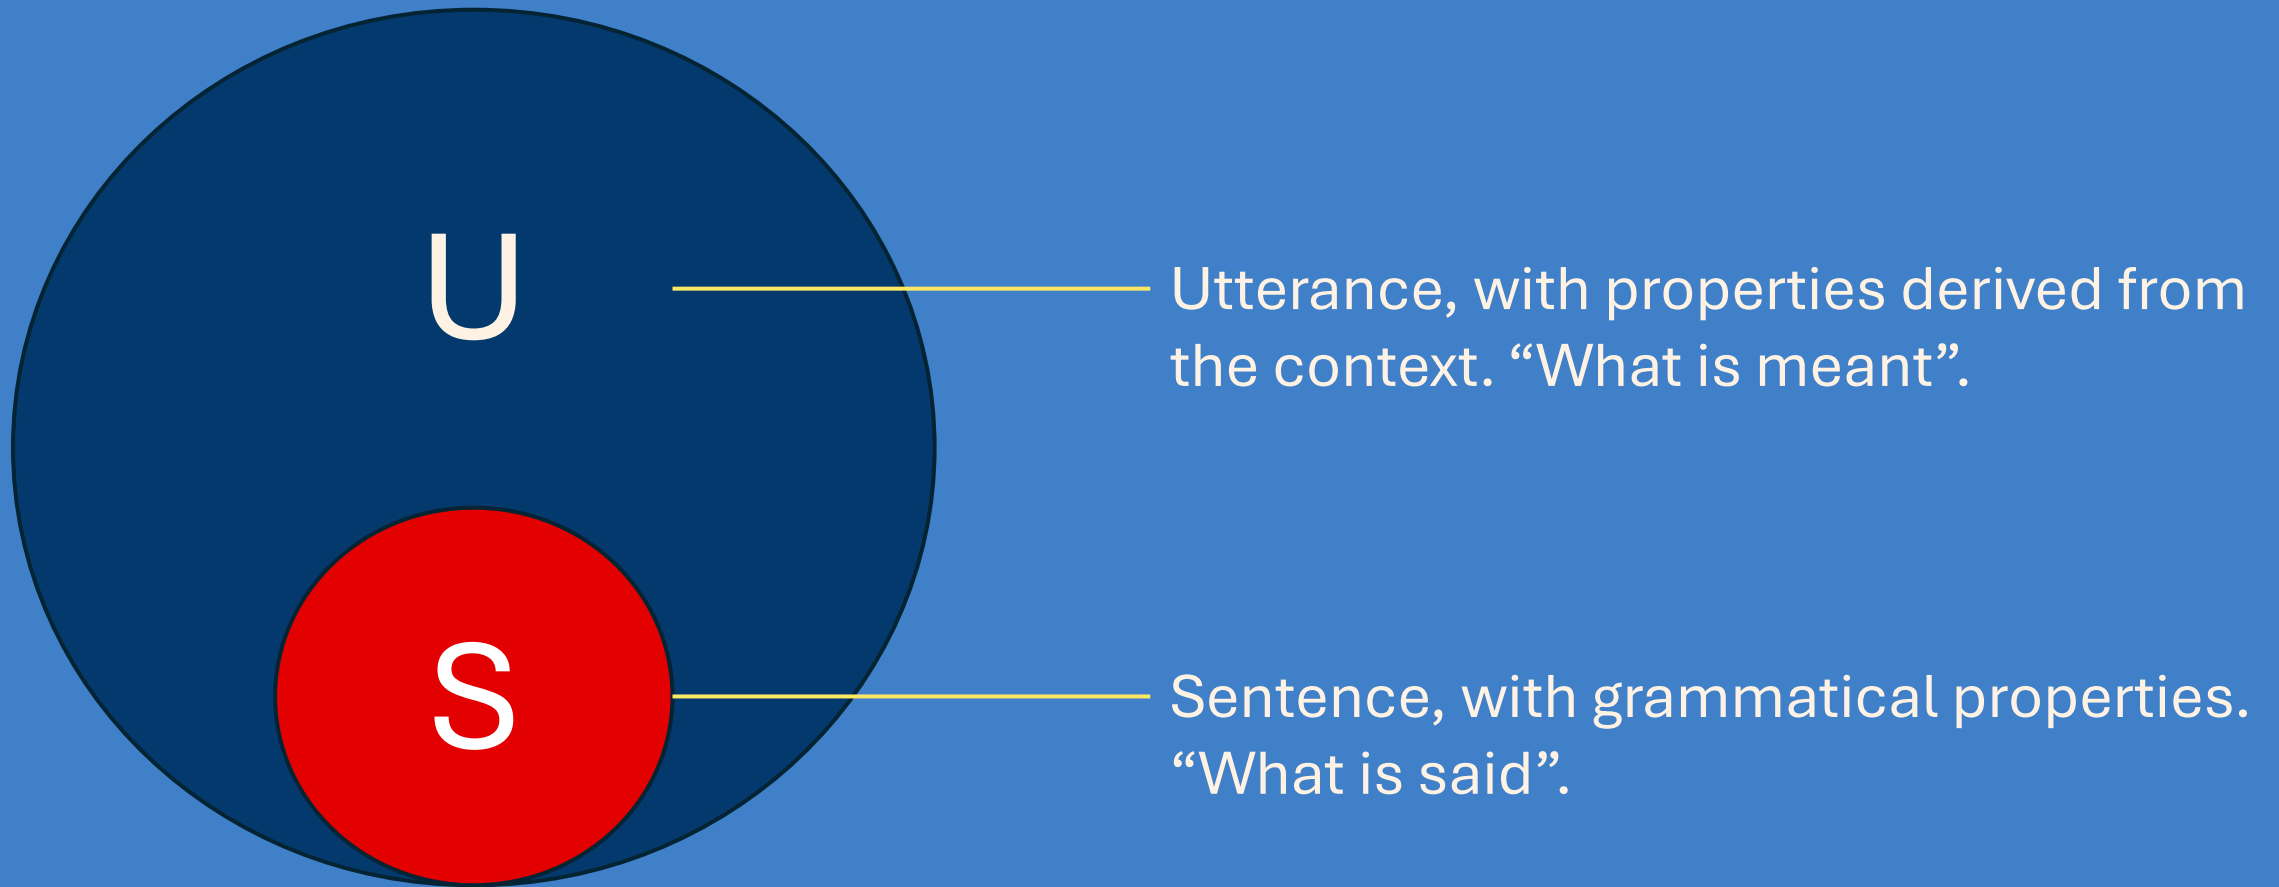 U
Utterance, with properties derived from
the context. “What is meant”.
S
Sentence, with grammatical properties.
“What is said”.